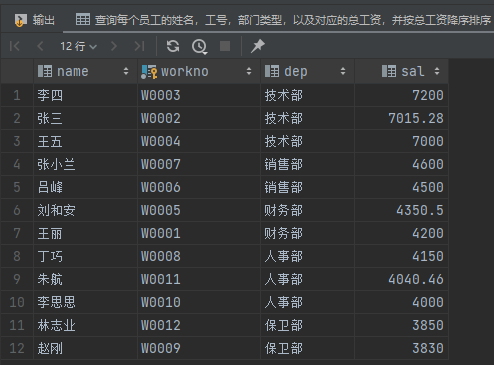 输出 查询每个员工的姓名，工号，部门类型，以及对应的总工资，并按总工资降序排序
12 行
name workno dep sal
1 李四 W0003 技术部 7200
2 张三 W0002 技术部 7015.28
3 王五 W0004 技术部 7000
4 张小兰 W0007 销售部 4600
5 吕峰 W0006 销售部 4500
6 刘和安 W0005 财务部 4350.5
7 王丽 W0001 财务部 4200
8 丁巧 W0008 人事部 4150
9 朱航 W0011 人事部 4040.46
10 李思思 W0010 人事部 4000
11 林志业 W0012 保卫部 3850
12 赵刚 W0009 保卫部 3830